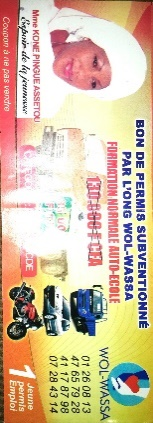 BON DE PERMIS SUBVENTIONNÉ
PAR L'ONG WOL-WASSA
FORMATION NORMALE AUTO-ECOLE
130 000 F CFA
Mme KONE PINGUE ASSETOU
Espoir de la jeunesse
Coupon à ne pas vendre
WOL-WASSA
01 26 08 13
47 65 79 28
41 17 87 98
07 28 43 14
1 Jeune
1 permis
1 Emploi